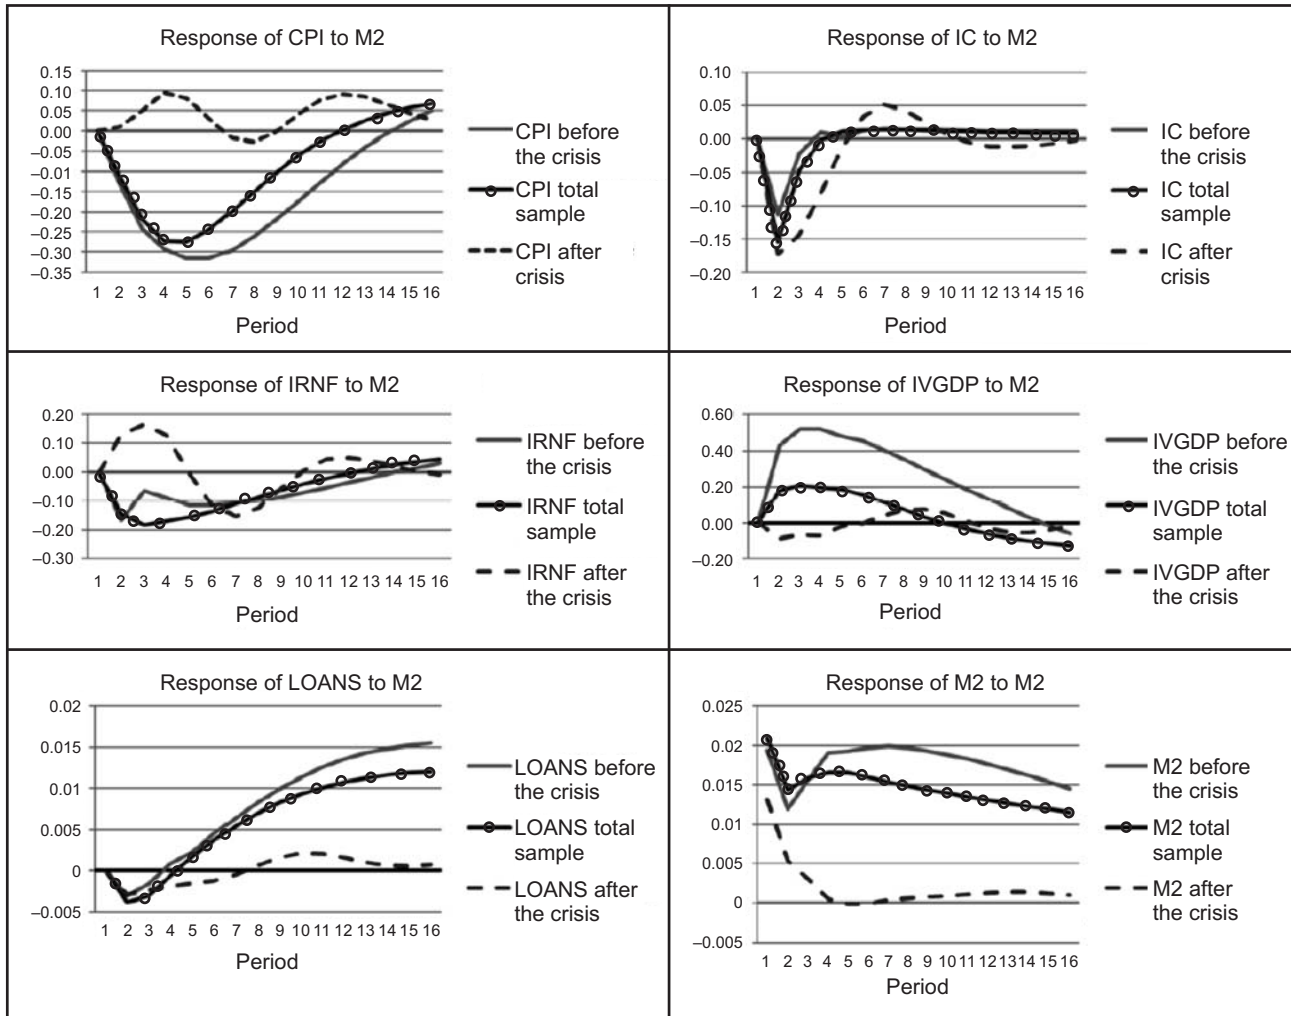 Response of CPI to M2
0.15
0.10
0.05
0.00
–0.05
–0.01
–0.15
–0.20
–0.25
–0.30
–0.35
1 2 3 4 5 6 7 8 9 10 11 12 13 14 15 16
Period
CPI before
the crisis
CPI total
sample
CPI after
crisis
Response of IC to M2
0.10
0.05
0.00
–0.05
–0.10
–0.15
–0.20
1 2 3 4 5 6 7 8 9 10 11 12 13 14 15 16
Period
IC before
the crisis
IC total
sample
IC after
crisis
Response of IRNF to M2
0.20
0.10
0.00
–0.10
–0.20
–0.30
1 2 3 4 5 6 7 8 9 10 11 12 13 14 15 16
Period
IRNF before
the crisis
IRNF total
sample
IRNF after
the crisis
Response of IVGDP to M2
0.60
0.40
0.20
0.00
–0.20
1 2 3 4 5 6 7 8 9 10 11 12 13 14 15 16
Period
IVGDP before
the crisis
IVGDP total
sample
IVGDP after
the crisis
Response of LOANS to M2
0.02
0.015
0.010
0.005
0
–0.005
1 2 3 4 5 6 7 8 9 10 11 12 13 14 15 16
Period
LOANS before
the crisis
LOANS total
sample
LOANS after
the crisis
Response of M2 to M2
0.025
0.02
0.015
0.01
0.005
0
–0.005
1 2 3 4 5 6 7 8 9 10 11 12 13 14 15 16
Period
M2 before
the crisis
M2 total
sample
M2 after
the crisis